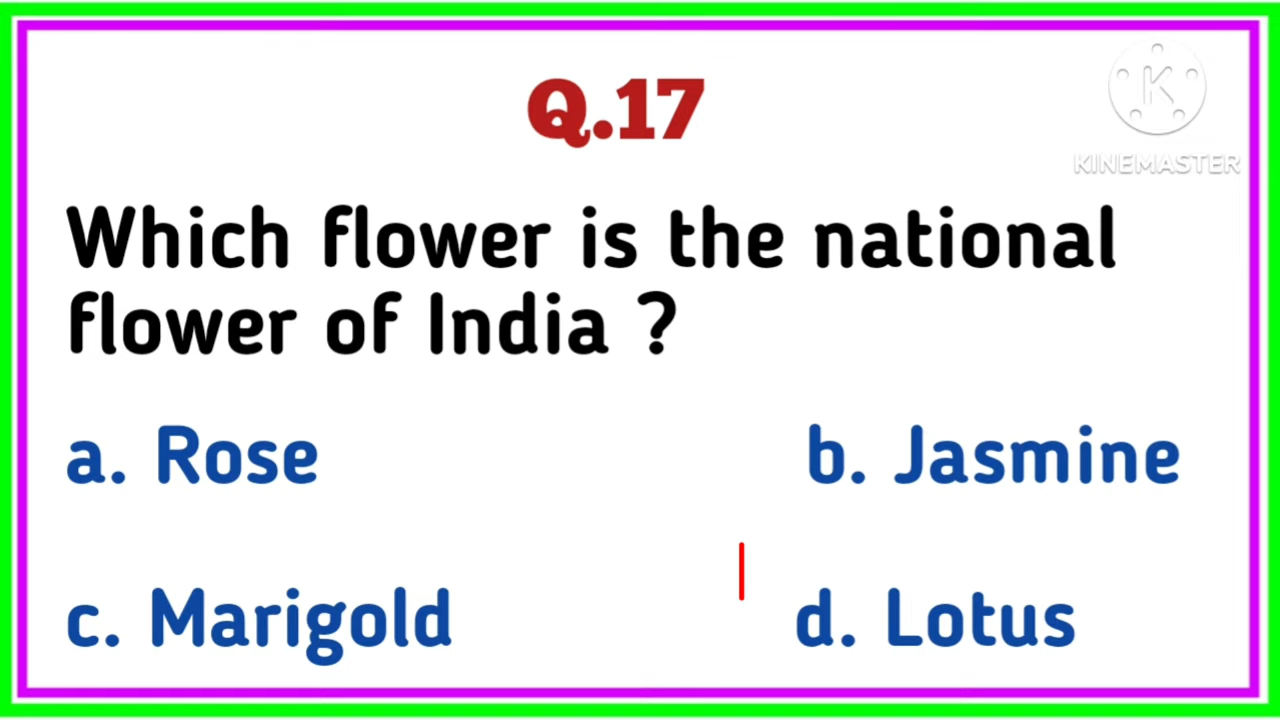 Q.17
K
KINEMASTER
Which flower is the national
flower of India ?
a. Rose
b. Jasmine
c. Marigold
d. Lotus